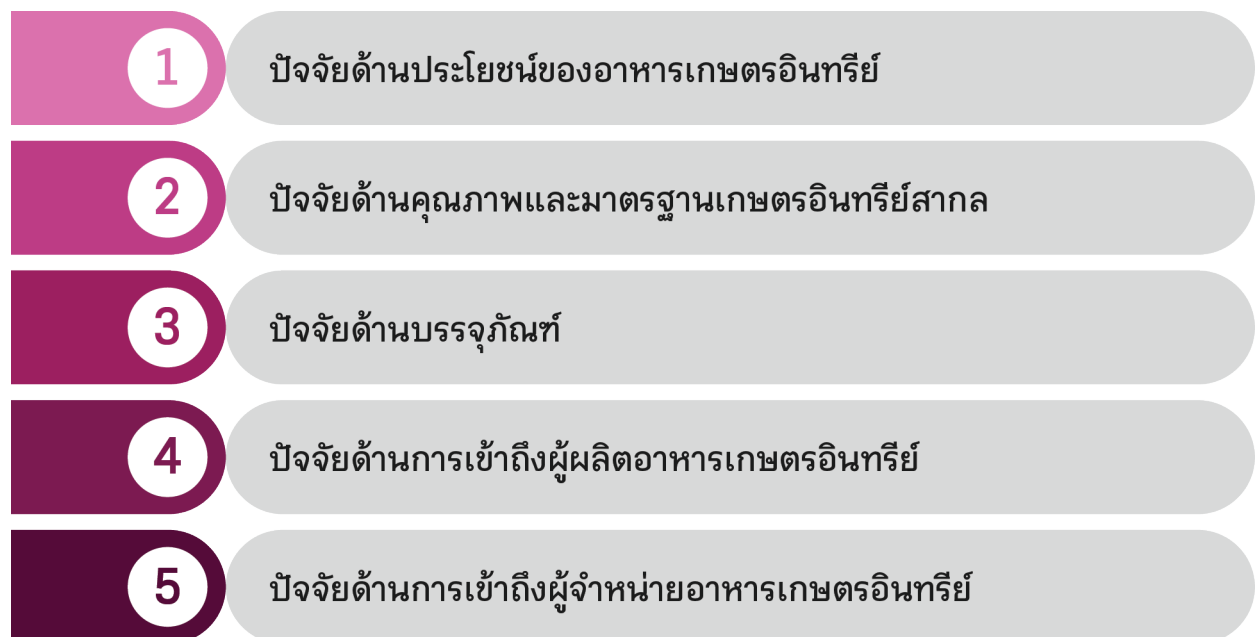 1 ปัจจัยด้านประโยชน์ของอาหารเกษตรอินทรีย์
2 ปัจจัยด้านคุณภาพและมาตรฐานเกษตรอินทรีย์สากล
3 ปัจจัยด้านบรรจุภัณฑ์
4 ปัจจัยด้านการเข้าถึงผู้ผลิตอาหารเกษตรอินทรีย์
5 ปัจจัยด้านการเข้าถึงผู้จำหน่ายอาหารเกษตรอินทรีย์